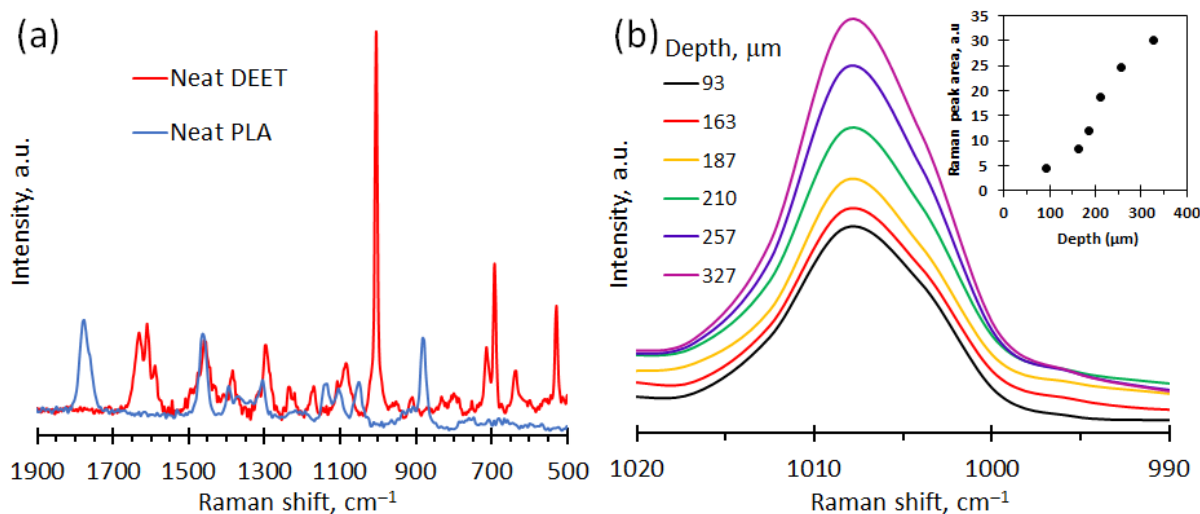 (a)
Neat DEET
Neat PLA
Intensity, a.u.
1900 1700 1500 1300 1100 900 700 500
Raman shift, cm⁻¹
(b)
Depth, μm
93
163
187
210
257
327
Intensity, a.u.
1020 1010 1000 990
Raman shift, cm⁻¹
Raman peak area, a.u
35
30
25
20
15
10
5
0
0 100 200 300 400
Depth (μm)